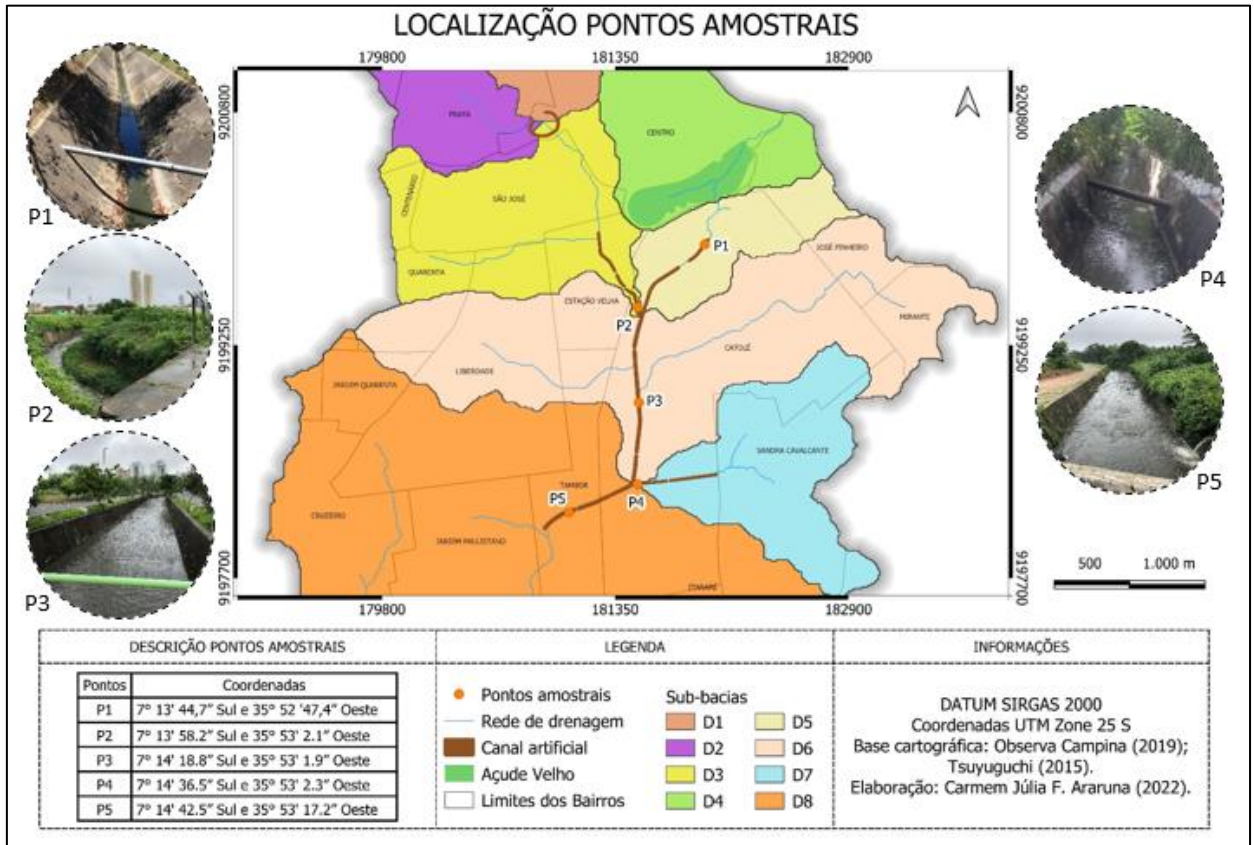 LOCALIZAÇÃO PONTOS AMOSTRAIS
179800 181350 182900
9200800
9199250
9197700
9200800
9199250
9197700
P1
P2
P3
P4
P5
PRATA
CENTRO
CENTENÁRIO
SÃO JOSÉ
QUARENTA
P1
JOSÉ PINHEIRO
ESTAÇÃO VELHA
P2
MIRANTE
CATOLÉ
LIBERDADE
JARDIM QUARENTA
P3
SANDRA CAVALCANTE
TAMBOR
P5
P4
CRUZEIRO
JARDIM PAULISTANO
ITARARÉ
179800 181350 182900
500 1.000 m
DESCRIÇÃO PONTOS AMOSTRAIS
Pontos Coordenadas
P1 7° 13' 44,7" Sul e 35° 52 '47,4" Oeste
P2 7° 13' 58.2" Sul e 35° 53' 2.1" Oeste
P3 7° 14' 18.8" Sul e 35° 53' 1.9" Oeste
P4 7° 14' 36.5" Sul e 35° 53' 2.3" Oeste
P5 7° 14' 42.5" Sul e 35° 53' 17.2" Oeste
LEGENDA
Pontos amostrais
Rede de drenagem
Canal artificial
Açude Velho
Limites dos Bairros
Sub-bacias
D1 D5
D2 D6
D3 D7
D4 D8
INFORMAÇÕES
DATUM SIRGAS 2000
Coordenadas UTM Zone 25 S
Base cartográfica: Observa Campina (2019);
Tsuyuguchi (2015).
Elaboração: Carmem Júlia F. Araruna (2022).